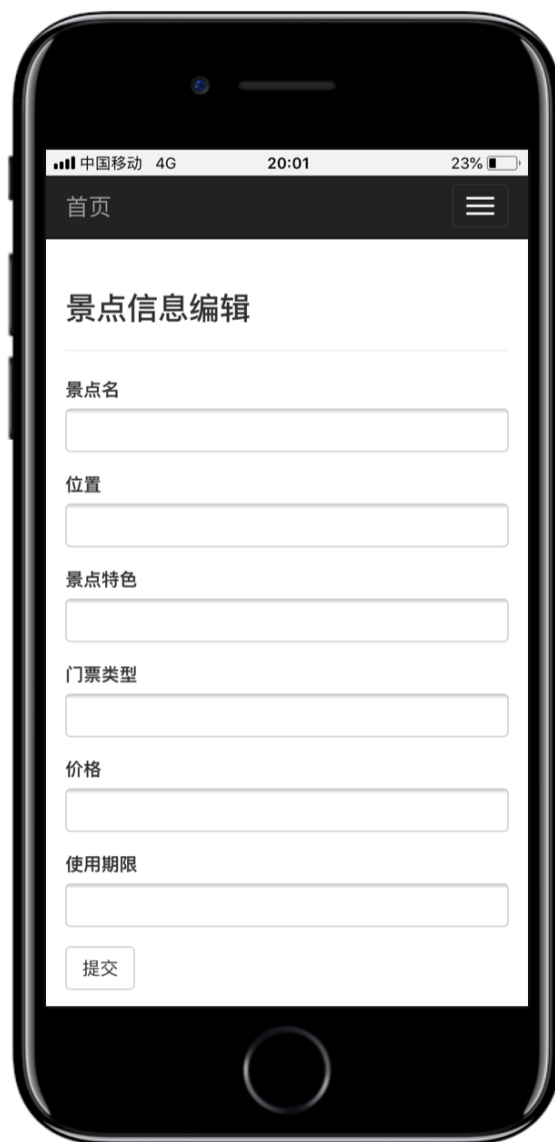 中国移动 4G 20:01 23%
首页
景点信息编辑
景点名
位置
景点特色
门票类型
价格
使用期限
提交